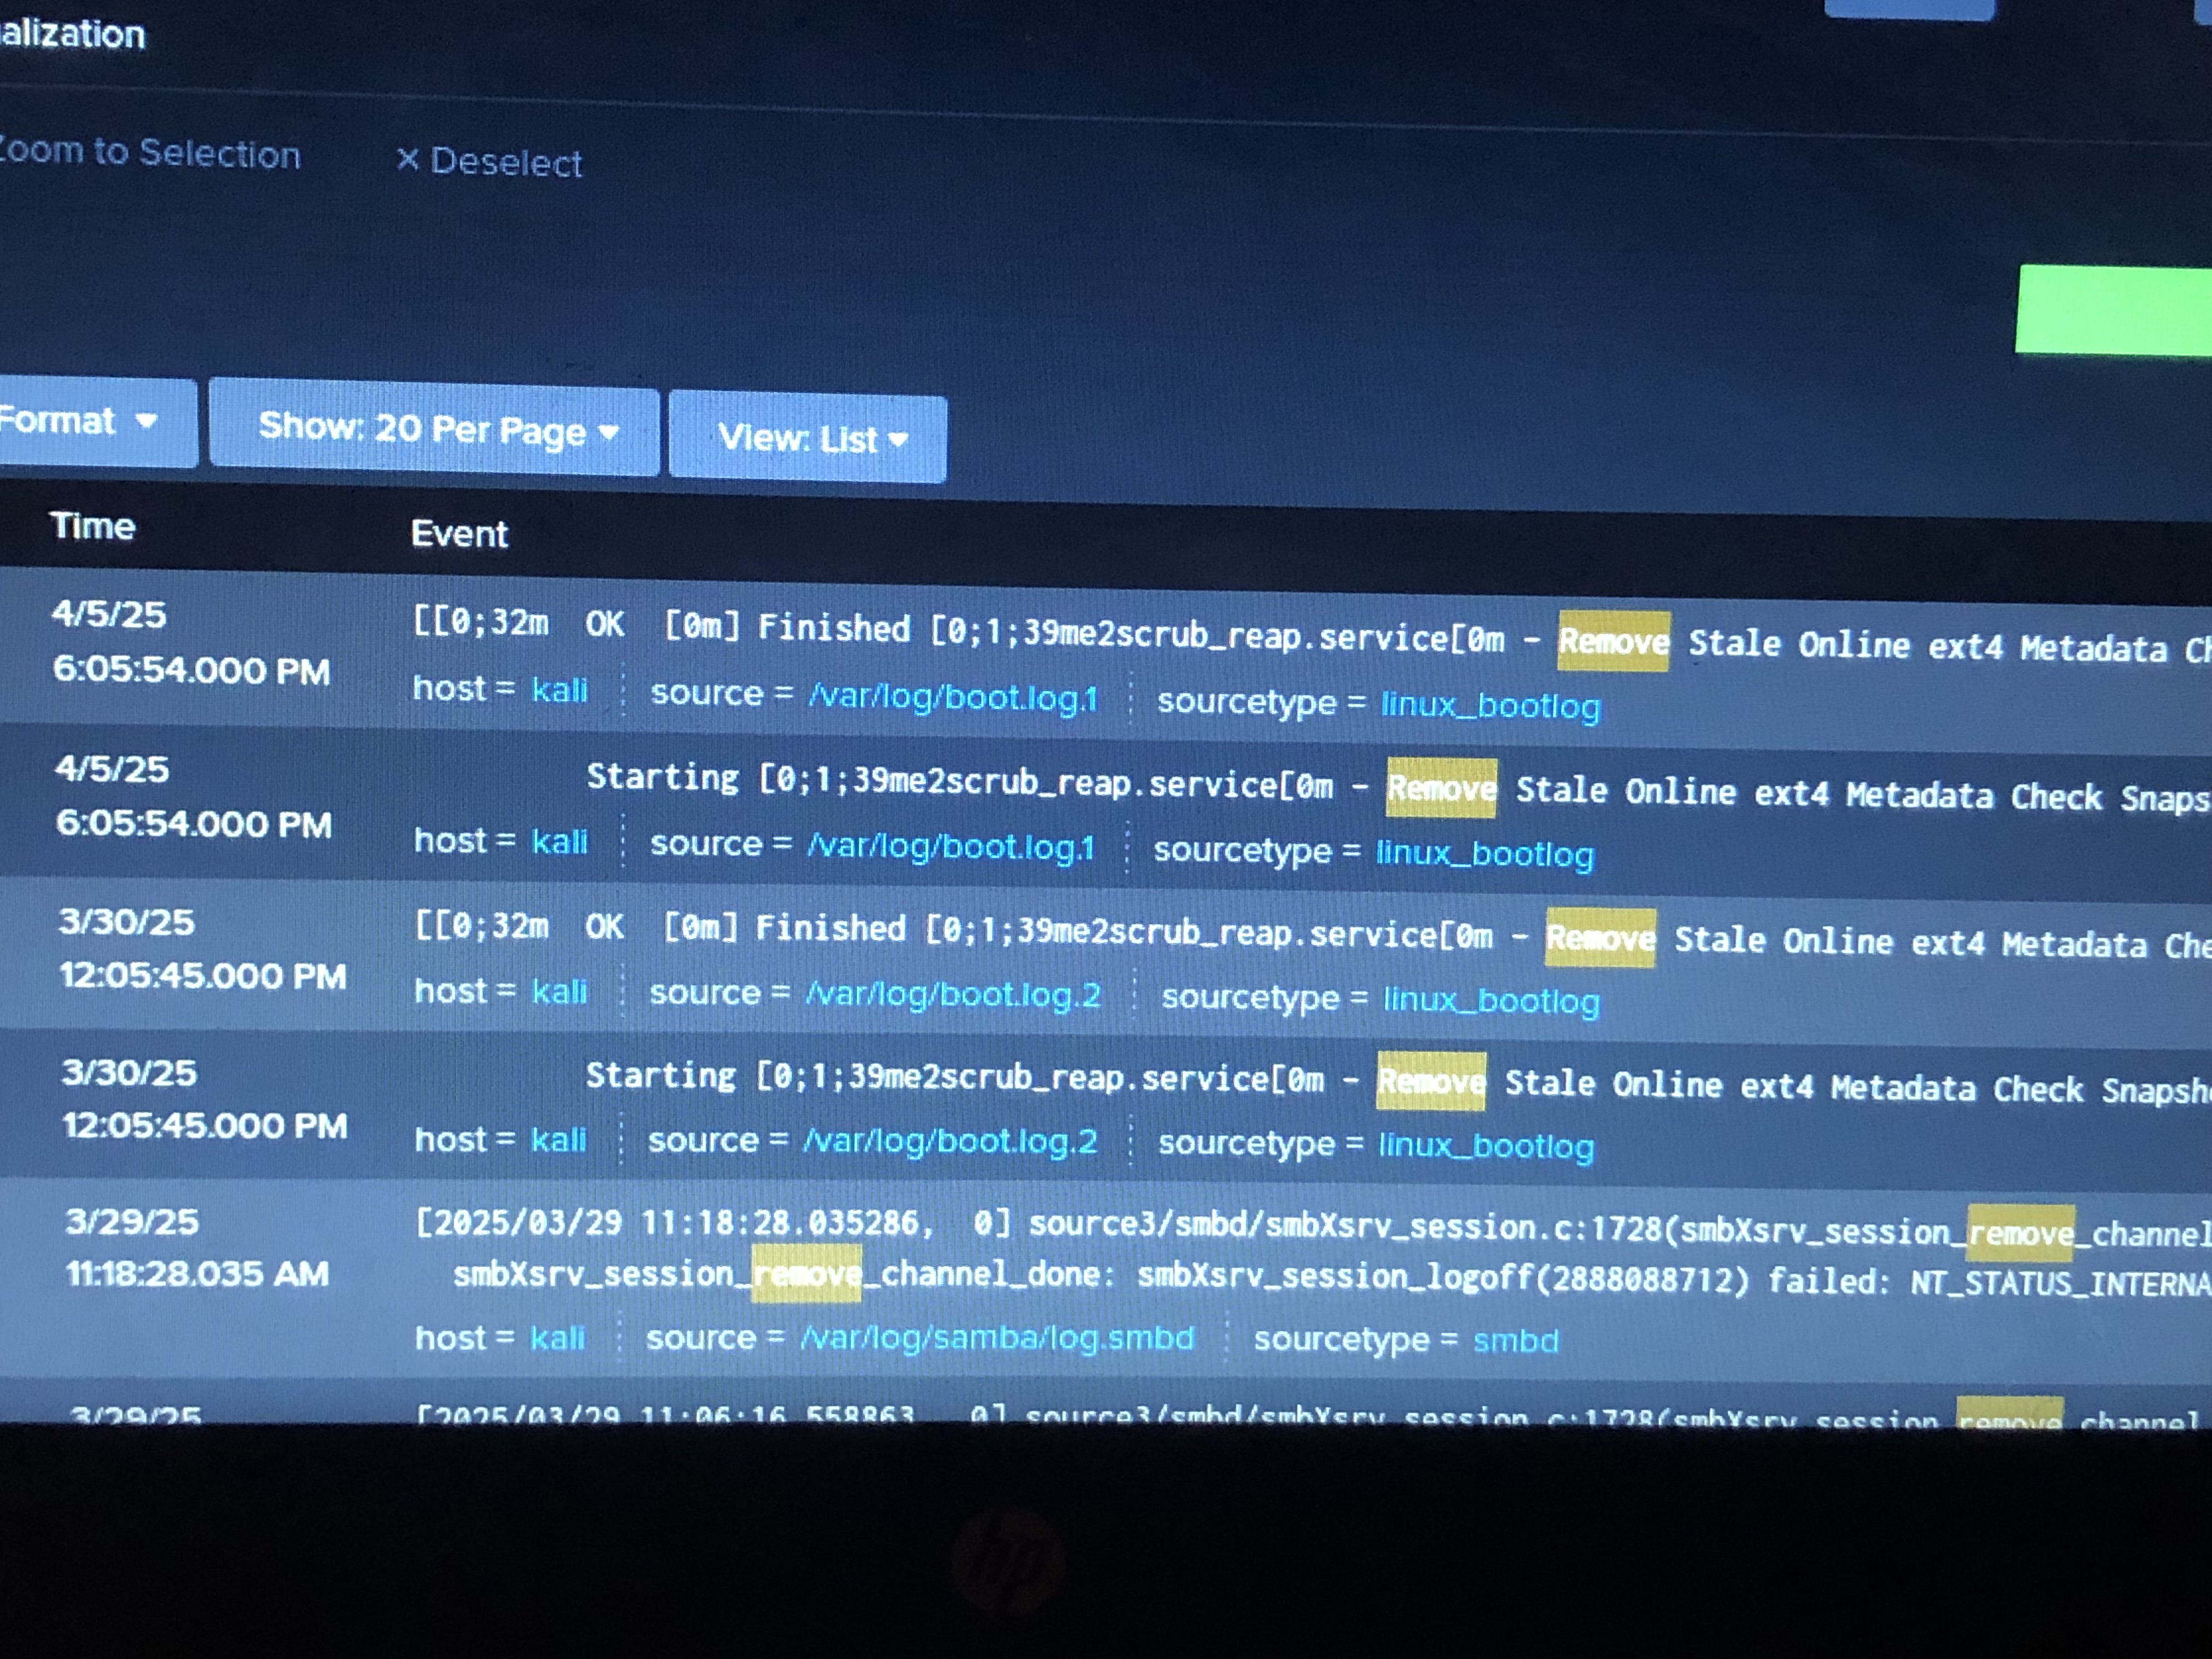 alization
Zoom to Selection × Deselect
Format Show: 20 Per Page View: List
Time Event
4/5/25 [[0;32m OK [0m] Finished [0;1;39me2scrub_reap.service[0m - Remove Stale Online ext4 Metadata Ch
6:05:54.000 PM
host = kali source = /var/log/boot.log.1 sourcetype = linux_bootlog
4/5/25 Starting [0;1;39me2scrub_reap.service[0m - Remove Stale Online ext4 Metadata Check Snaps
6:05:54.000 PM
host = kali source = /var/log/boot.log.1 sourcetype = linux_bootlog
3/30/25 [[0;32m OK [0m] Finished [0;1;39me2scrub_reap.service[0m - Remove Stale Online ext4 Metadata Che
12:05:45.000 PM
host = kali source = /var/log/boot.log.2 sourcetype = linux_bootlog
3/30/25 Starting [0;1;39me2scrub_reap.service[0m - Remove Stale Online ext4 Metadata Check Snapsh
12:05:45.000 PM
host = kali source = /var/log/boot.log.2 sourcetype = linux_bootlog
3/29/25 [2025/03/29 11:18:28.035286, 0] source3/smbd/smbXsrv_session.c:1728(smbXsrv_session_remove_channel
11:18:28.035 AM smbXsrv_session_remove_channel_done: smbXsrv_session_logoff(2888088712) failed: NT_STATUS_INTERNA
host = kali source = /var/log/samba/log.smbd sourcetype = smbd
3/29/25 [2025/03/29 11:06:16.558863, 0] source3/smbd/smbXsrv_session.c:1728(smbXsrv_session_remove_channel
hp